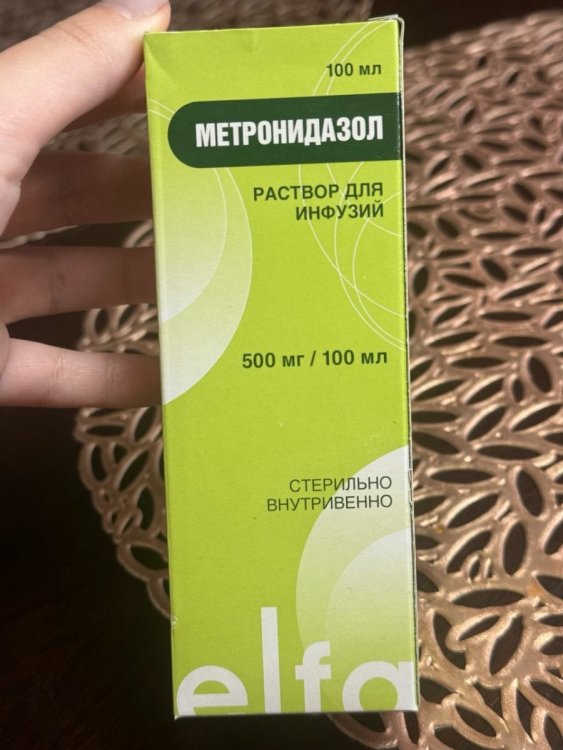 100 мл
МЕТРОНИДАЗОЛ
РАСТВОР ДЛЯ
ИНФУЗИЙ
500 мг / 100 мл
СТЕРИЛЬНО
ВНУТРИВЕННО
elfa